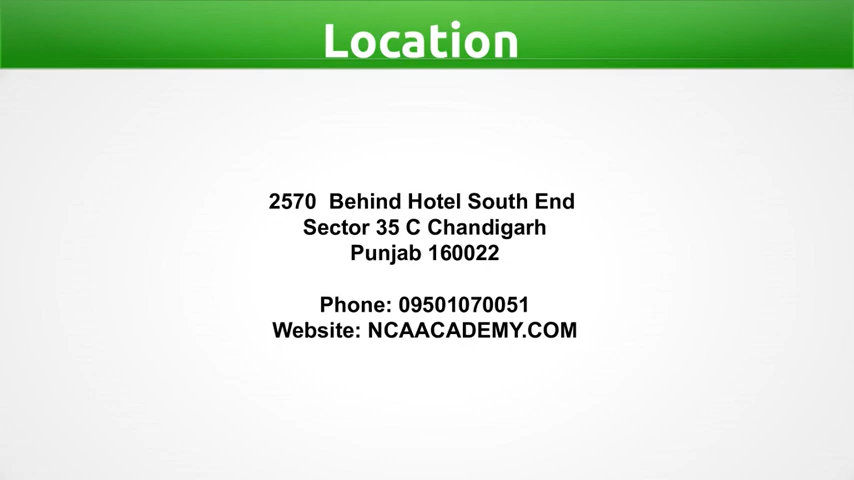 Location
2570  Behind Hotel South End
Sector 35 C Chandigarh
Punjab 160022
Phone: 09501070051
Website: NCAACADEMY.COM